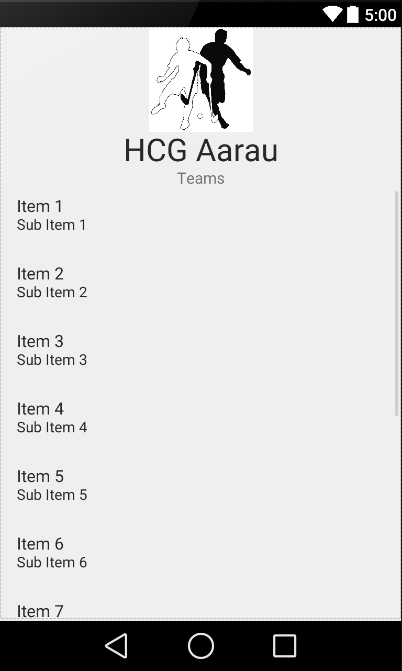 5:00
HCG Aarau
Teams
Item 1
Sub Item 1
Item 2
Sub Item 2
Item 3
Sub Item 3
Item 4
Sub Item 4
Item 5
Sub Item 5
Item 6
Sub Item 6
Item 7